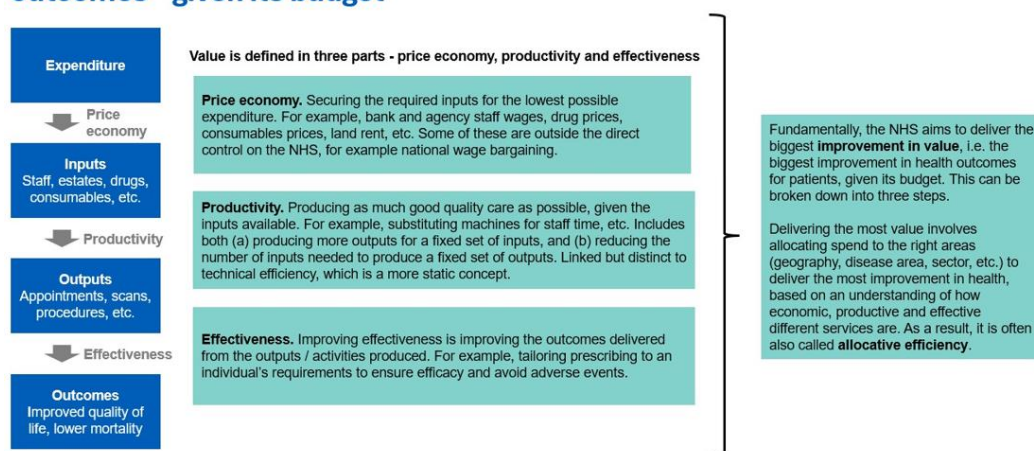 Expenditure
Price
economy
Inputs
Staff, estates, drugs,
consumables, etc.
Productivity
Outputs
Appointments, scans,
procedures, etc.
Effectiveness
Outcomes
Improved quality of
life, lower mortality
Value is defined in three parts - price economy, productivity and effectiveness
Price economy. Securing the required inputs for the lowest possible
expenditure. For example, bank and agency staff wages, drug prices,
consumables prices, land rent, etc. Some of these are outside the direct
control on the NHS, for example national wage bargaining.
Productivity. Producing as much good quality care as possible, given the
inputs available. For example, substituting machines for staff time, etc. Includes
both (a) producing more outputs for a fixed set of inputs, and (b) reducing the
number of inputs needed to produce a fixed set of outputs. Linked but distinct to
technical efficiency, which is a more static concept.
Effectiveness. Improving effectiveness is improving the outcomes delivered
from the outputs / activities produced. For example, tailoring prescribing to an
individual's requirements to ensure efficacy and avoid adverse events.
Fundamentally, the NHS aims to deliver the
biggest improvement in value, i.e. the
biggest improvement in health outcomes
for patients, given its budget. This can be
broken down into three steps.
Delivering the most value involves
allocating spend to the right areas
(geography, disease area, sector, etc.) to
deliver the most improvement in health,
based on an understanding of how
economic, productive and effective
different services are. As a result, it is often
also called allocative efficiency.